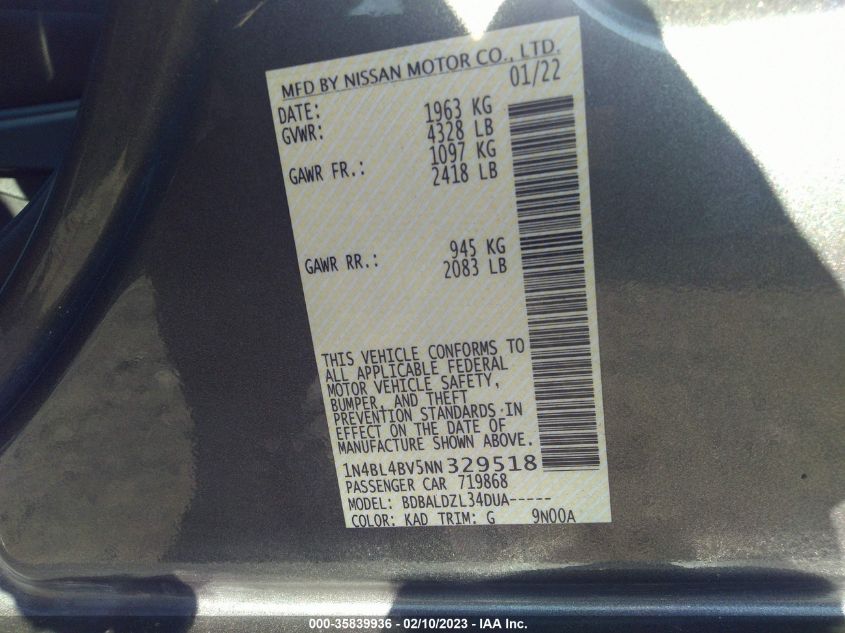 MFD BY NISSAN MOTOR CO., LTD.
DATE: 01/22
GVWR: 1963 KG
4328 LB
GAWR FR.: 1097 KG
2418 LB
GAWR RR.: 945 KG
2083 LB
THIS VEHICLE CONFORMS TO
ALL APPLICABLE FEDERAL
MOTOR VEHICLE SAFETY,
BUMPER, AND THEFT
PREVENTION STANDARDS IN
EFFECT ON THE DATE OF
MANUFACTURE SHOWN ABOVE.
1N4BL4BV5NN329518
PASSENGER CAR 719868
MODEL: BDBALDZL34DUA-----
COLOR: KAD TRIM: G 9N00A
000-35839936 - 02/10/2023 - IAA Inc.